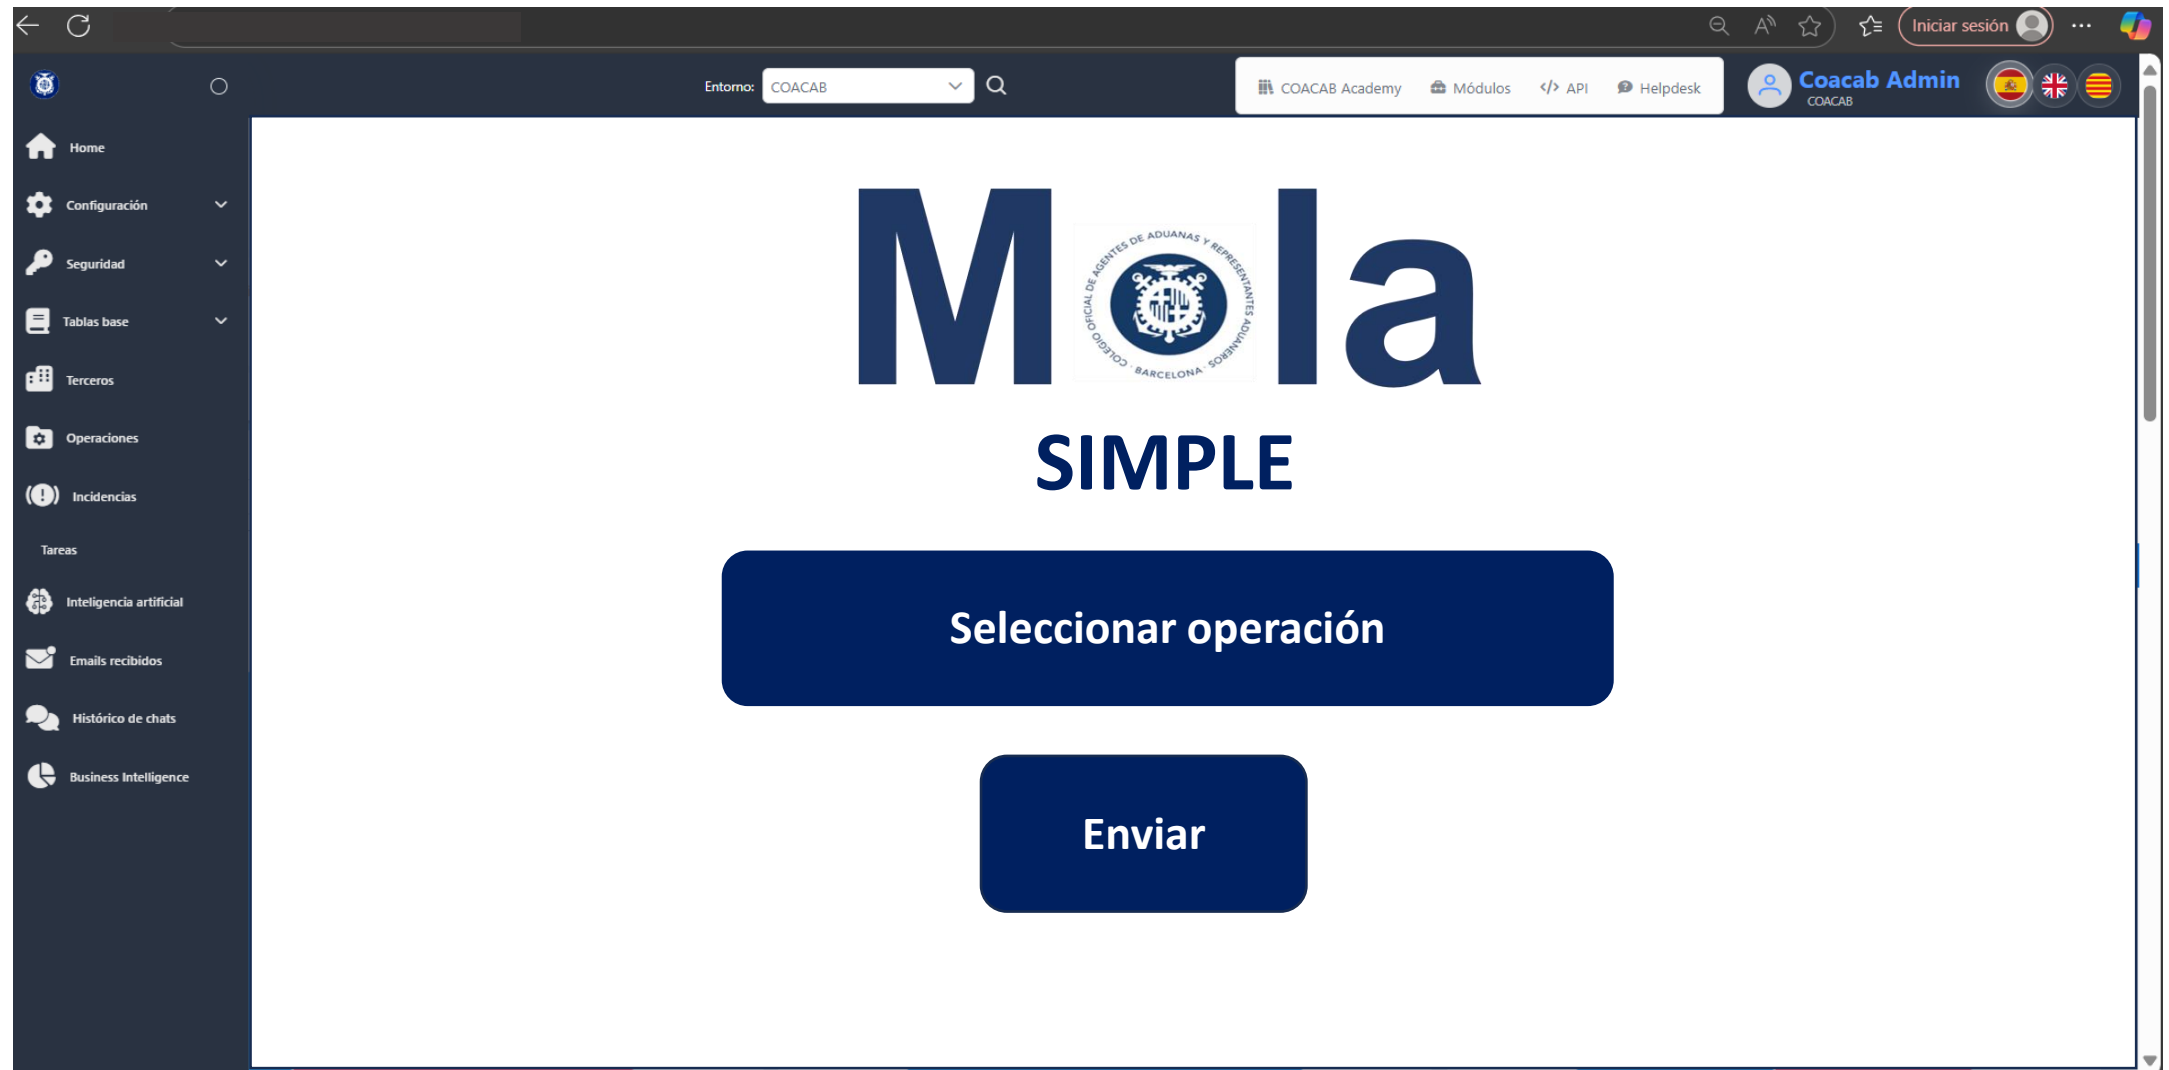 Iniciar sesión
Entorno:
COACAB
COACAB Academy
Módulos
API
Helpdesk
Coacab Admin
COACAB
Home
Configuración
Seguridad
Tablas base
Terceros
Operaciones
Incidencias
Tareas
Inteligencia artificial
Emails recibidos
Histórico de chats
Business Intelligence
M la
COLEGIO OFICIAL DE AGENTES DE ADUANAS Y REPRESENTANTES ADUANEROS · BARCELONA ·
SIMPLE
Seleccionar operación
Enviar